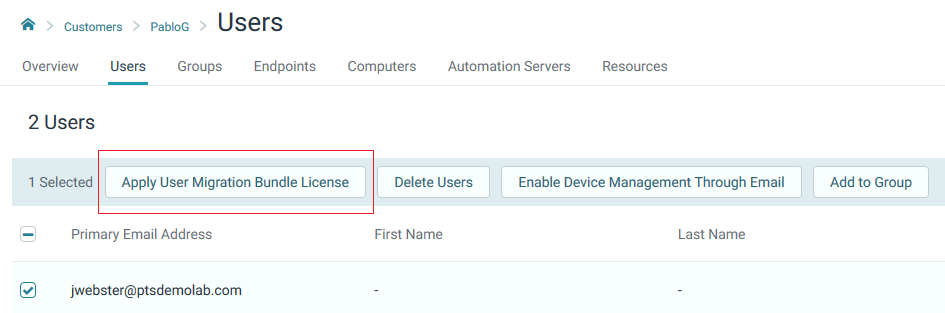 Customers > PabloG > Users
Overview Users Groups Endpoints Computers Automation Servers Resources
2 Users
1 Selected Apply User Migration Bundle License Delete Users Enable Device Management Through Email Add to Group
Primary Email Address First Name Last Name
jwebster@ptsdemolab.com - -